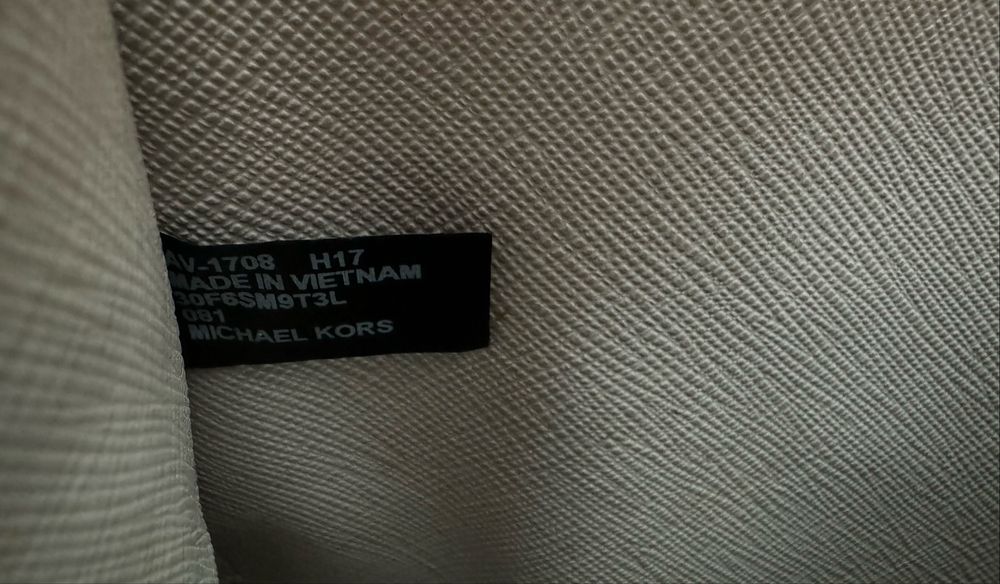 AV-1708 H17
MADE IN VIETNAM
30F6SM9T3L
081
MICHAEL KORS